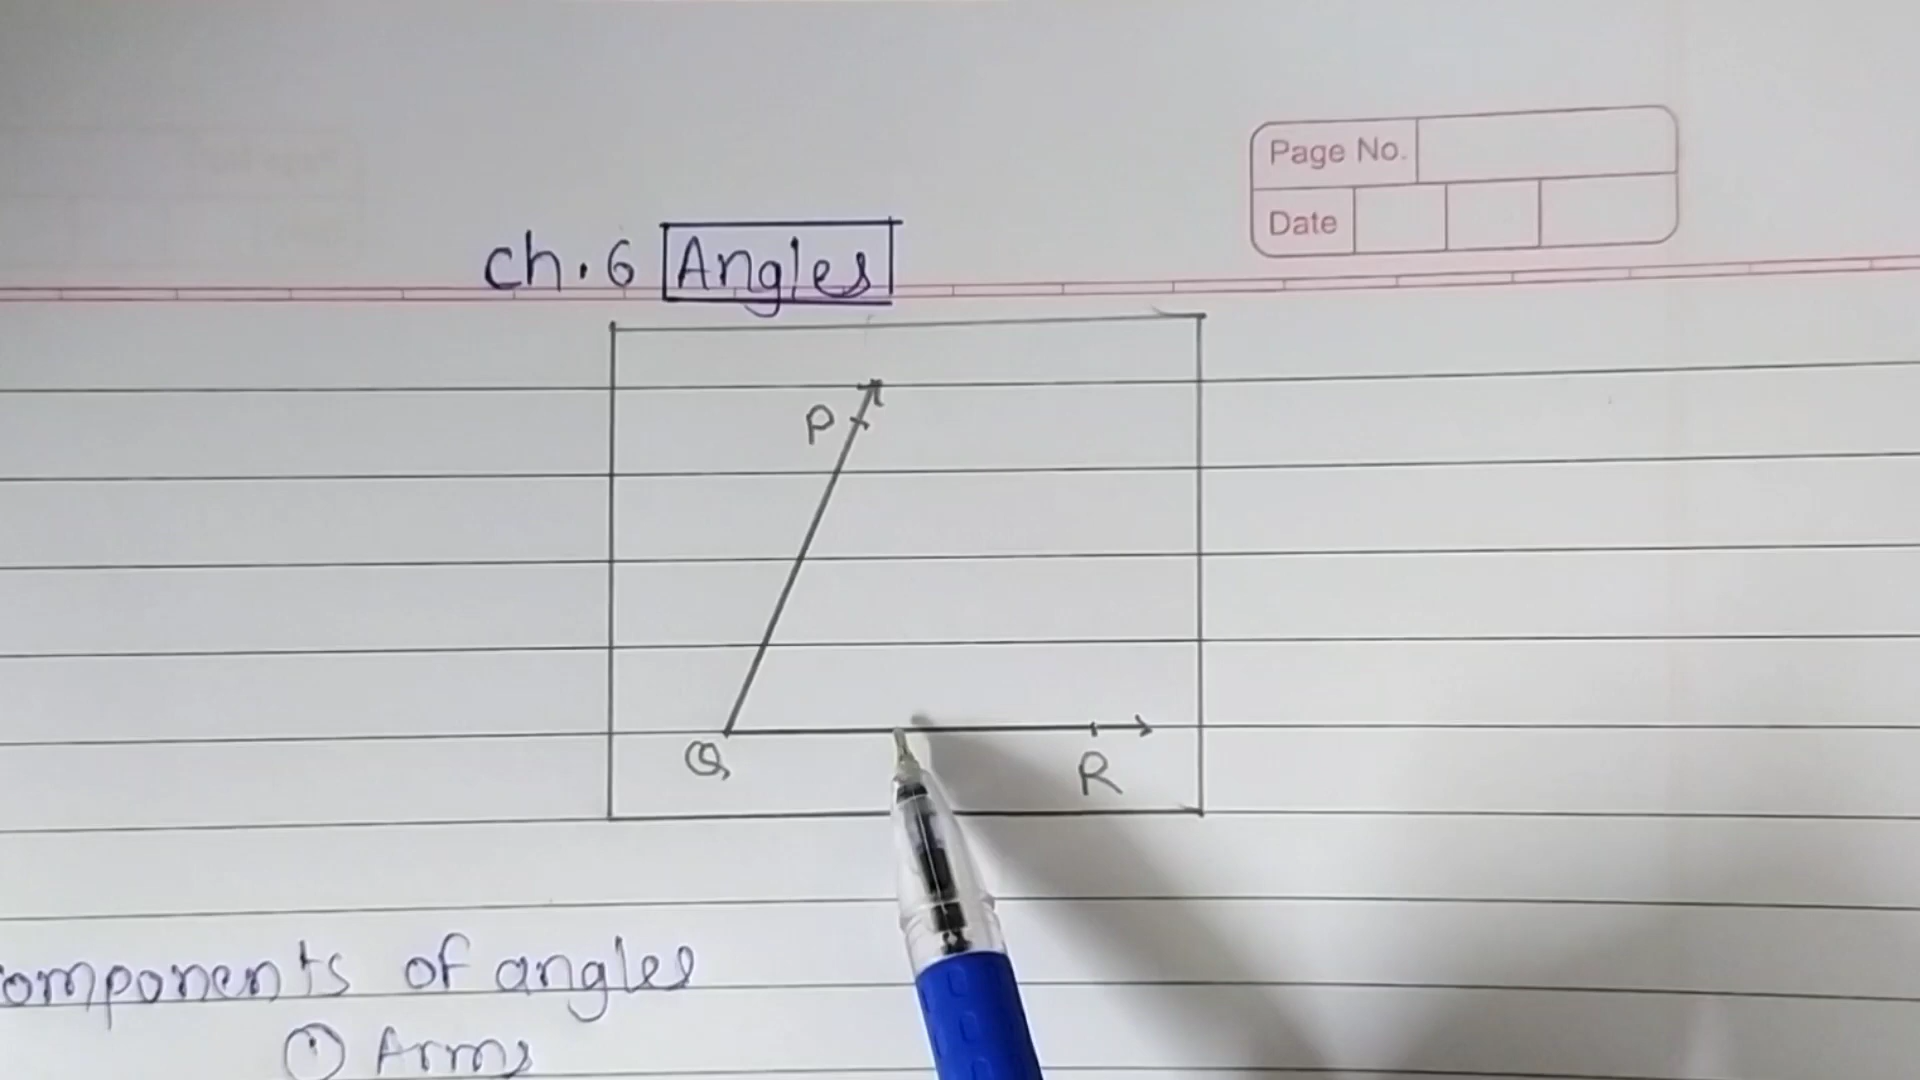 Page No.
Date
ch. 6 Angles
P
Q
R
omponents of angles
① Arms